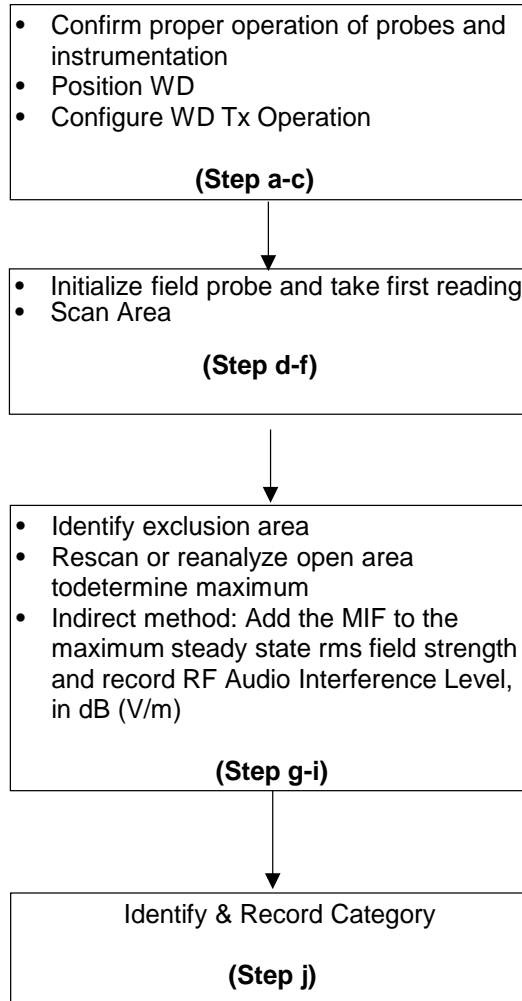 • Confirm proper operation of probes and
instrumentation
• Position WD
• Configure WD Tx Operation
(Step a-c)
• Initialize field probe and take first reading
• Scan Area
(Step d-f)
• Identify exclusion area
• Rescan or reanalyze open area
todetermine maximum
• Indirect method: Add the MIF to the
maximum steady state rms field strength
and record RF Audio Interference Level,
in dB (V/m)
(Step g-i)
Identify & Record Category
(Step j)